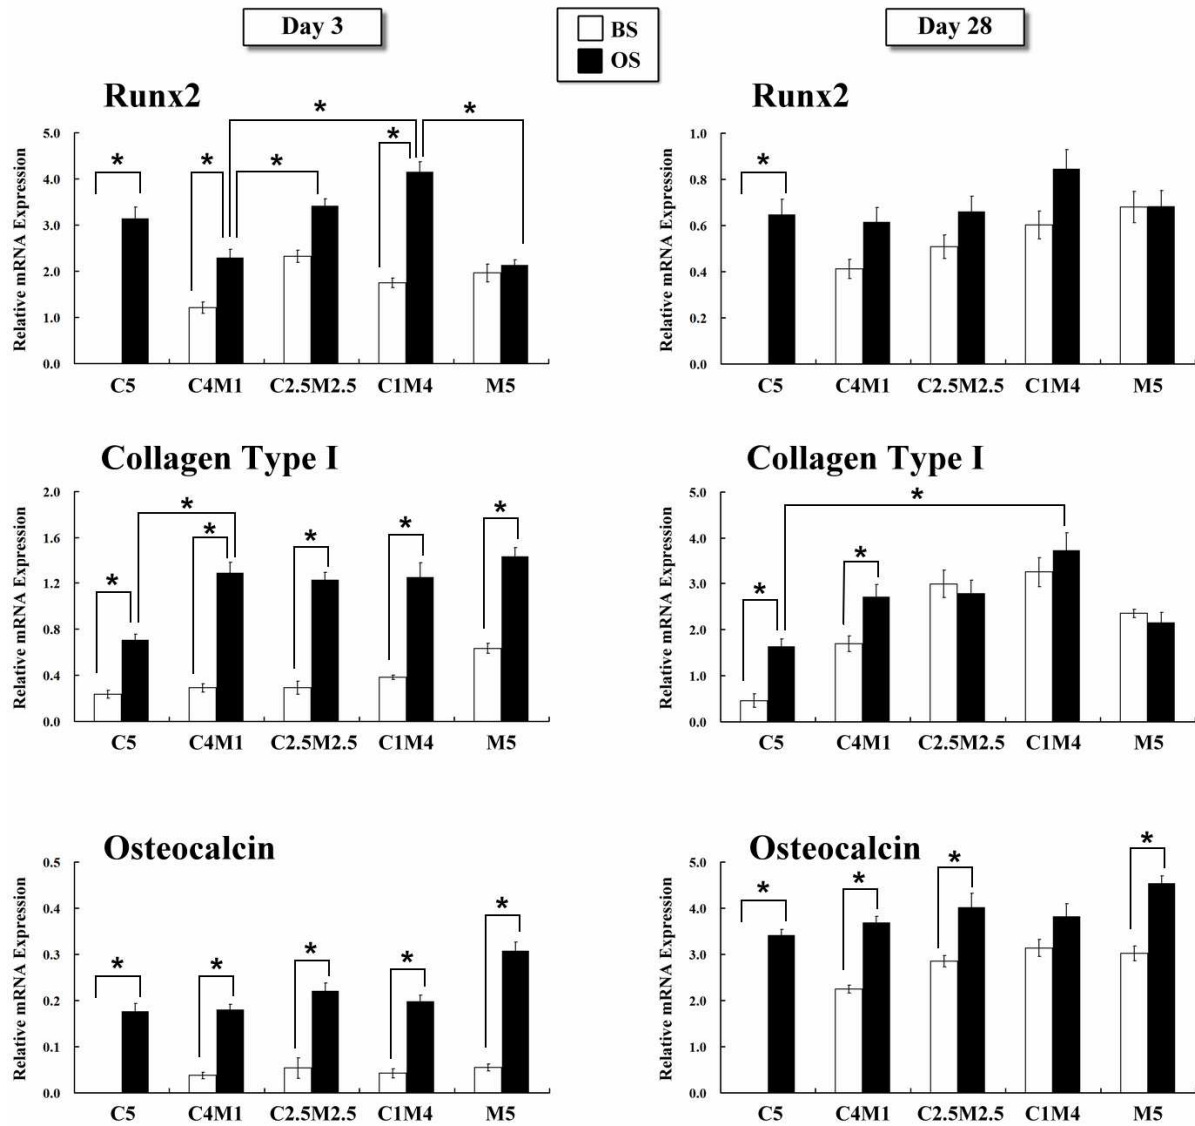 Day 3
BS
OS
Day 28
Runx2
Relative mRNA Expression
5.0
4.0
3.0
2.0
1.0
0.0
* * * * * *
C5 C4M1 C2.5M2.5 C1M4 M5
Runx2
Relative mRNA Expression
1.0
0.8
0.6
0.4
0.2
0.0
*
C5 C4M1 C2.5M2.5 C1M4 M5
Collagen Type I
Relative mRNA Expression
2.0
1.6
1.2
0.8
0.4
0.0
* * * * * *
C5 C4M1 C2.5M2.5 C1M4 M5
Collagen Type I
Relative mRNA Expression
5.0
4.0
3.0
2.0
1.0
0.0
* * *
C5 C4M1 C2.5M2.5 C1M4 M5
Osteocalcin
Relative mRNA Expression
0.5
0.4
0.3
0.2
0.1
0.0
* * * * *
C5 C4M1 C2.5M2.5 C1M4 M5
Osteocalcin
Relative mRNA Expression
5.0
4.0
3.0
2.0
1.0
0.0
* * * *
C5 C4M1 C2.5M2.5 C1M4 M5